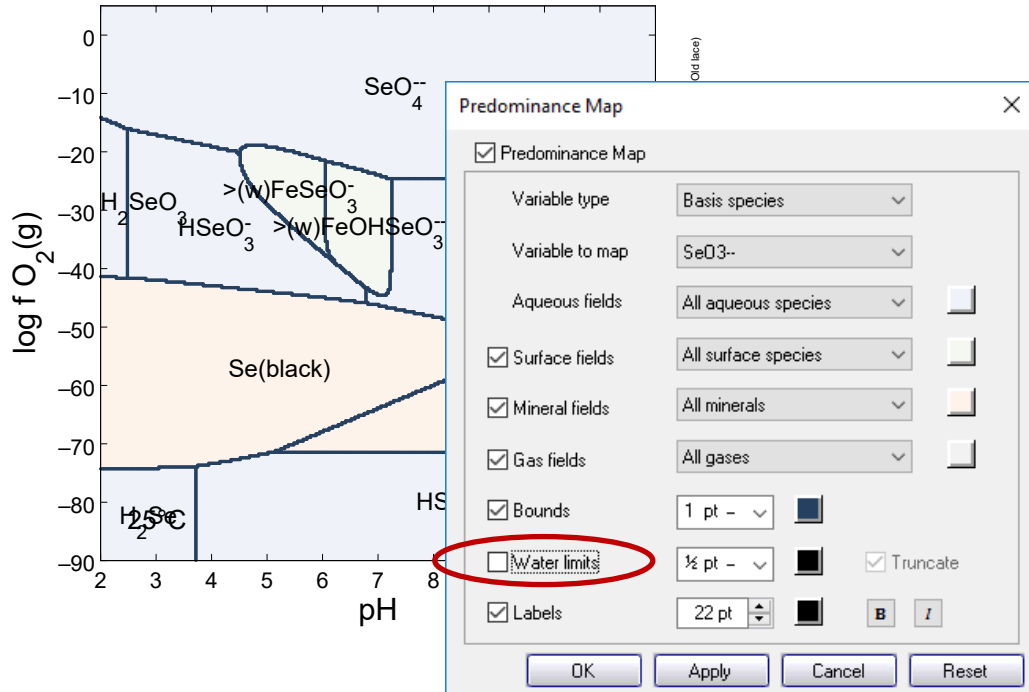 0
–10
–20
–30
–40
–50
–60
–70
–80
–90
log f O₂(g)
2
3
4
5
6
7
8
pH
SeO₄⁻⁻
H₂SeO₃
HSeO₃⁻
>(w)FeSeO₃⁻
>(w)FeOHSeO₃⁻⁻
Se(black)
H₂Se
25°C
HS
Old lace)
Predominance Map
Predominance Map
Variable type Basis species
Variable to map SeO3--
Aqueous fields All aqueous species
Surface fields All surface species
Mineral fields All minerals
Gas fields All gases
Bounds 1 pt –
Water limits ½ pt – Truncate
Labels 22 pt B I
OK Apply Cancel Reset